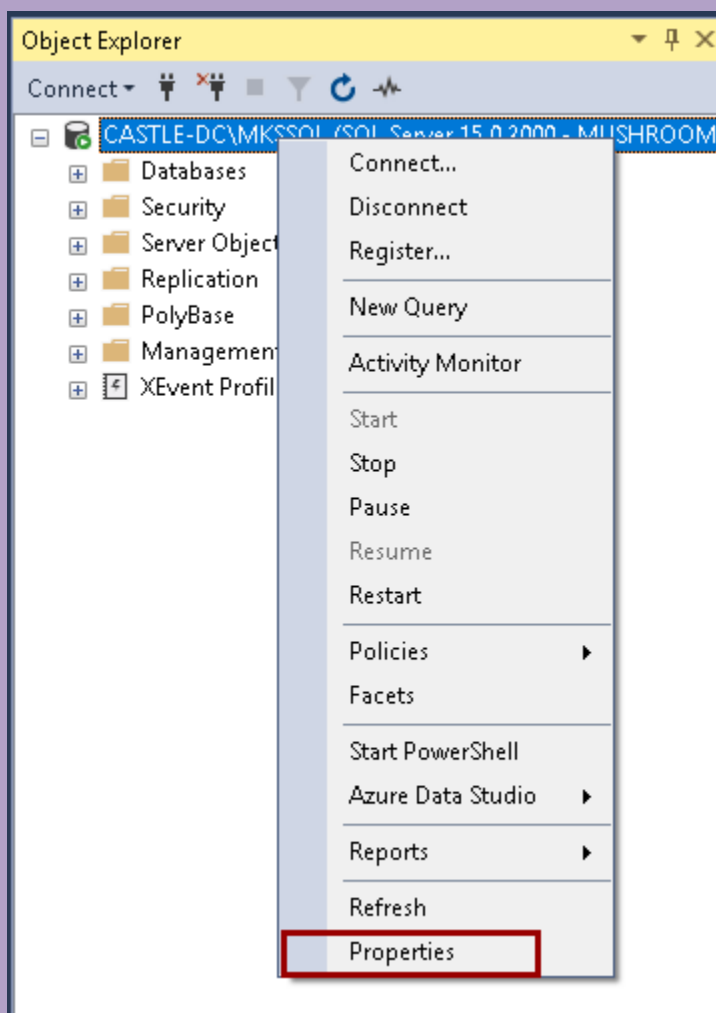 Object Explorer
Connect
CASTLE-DC\MKSSQL (SQL Server 15.0.2000 - MUSHROOM
Databases
Security
Server Object
Replication
PolyBase
Management
XEvent Profil
Connect...
Disconnect
Register...
New Query
Activity Monitor
Start
Stop
Pause
Resume
Restart
Policies
Facets
Start PowerShell
Azure Data Studio
Reports
Refresh
Properties